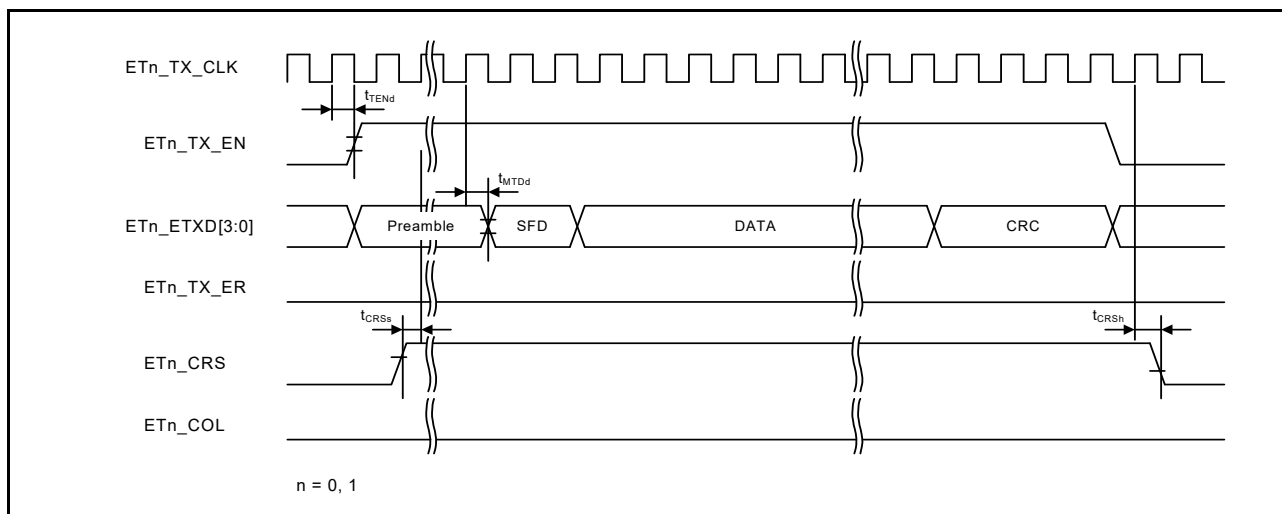 ETn_TX_CLK
tTENd
ETn_TX_EN
tMTDd
ETn_ETXD[3:0]
Preamble SFD DATA CRC
ETn_TX_ER
tCRSs tCRSh
ETn_CRS
ETn_COL
n = 0, 1